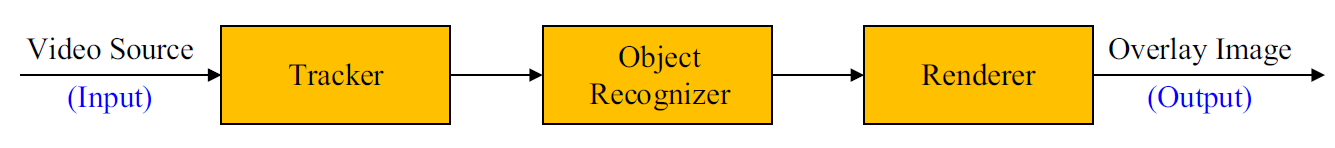 Video Source
(Input)
Tracker
Object
Recognizer
Renderer
Overlay Image
(Output)